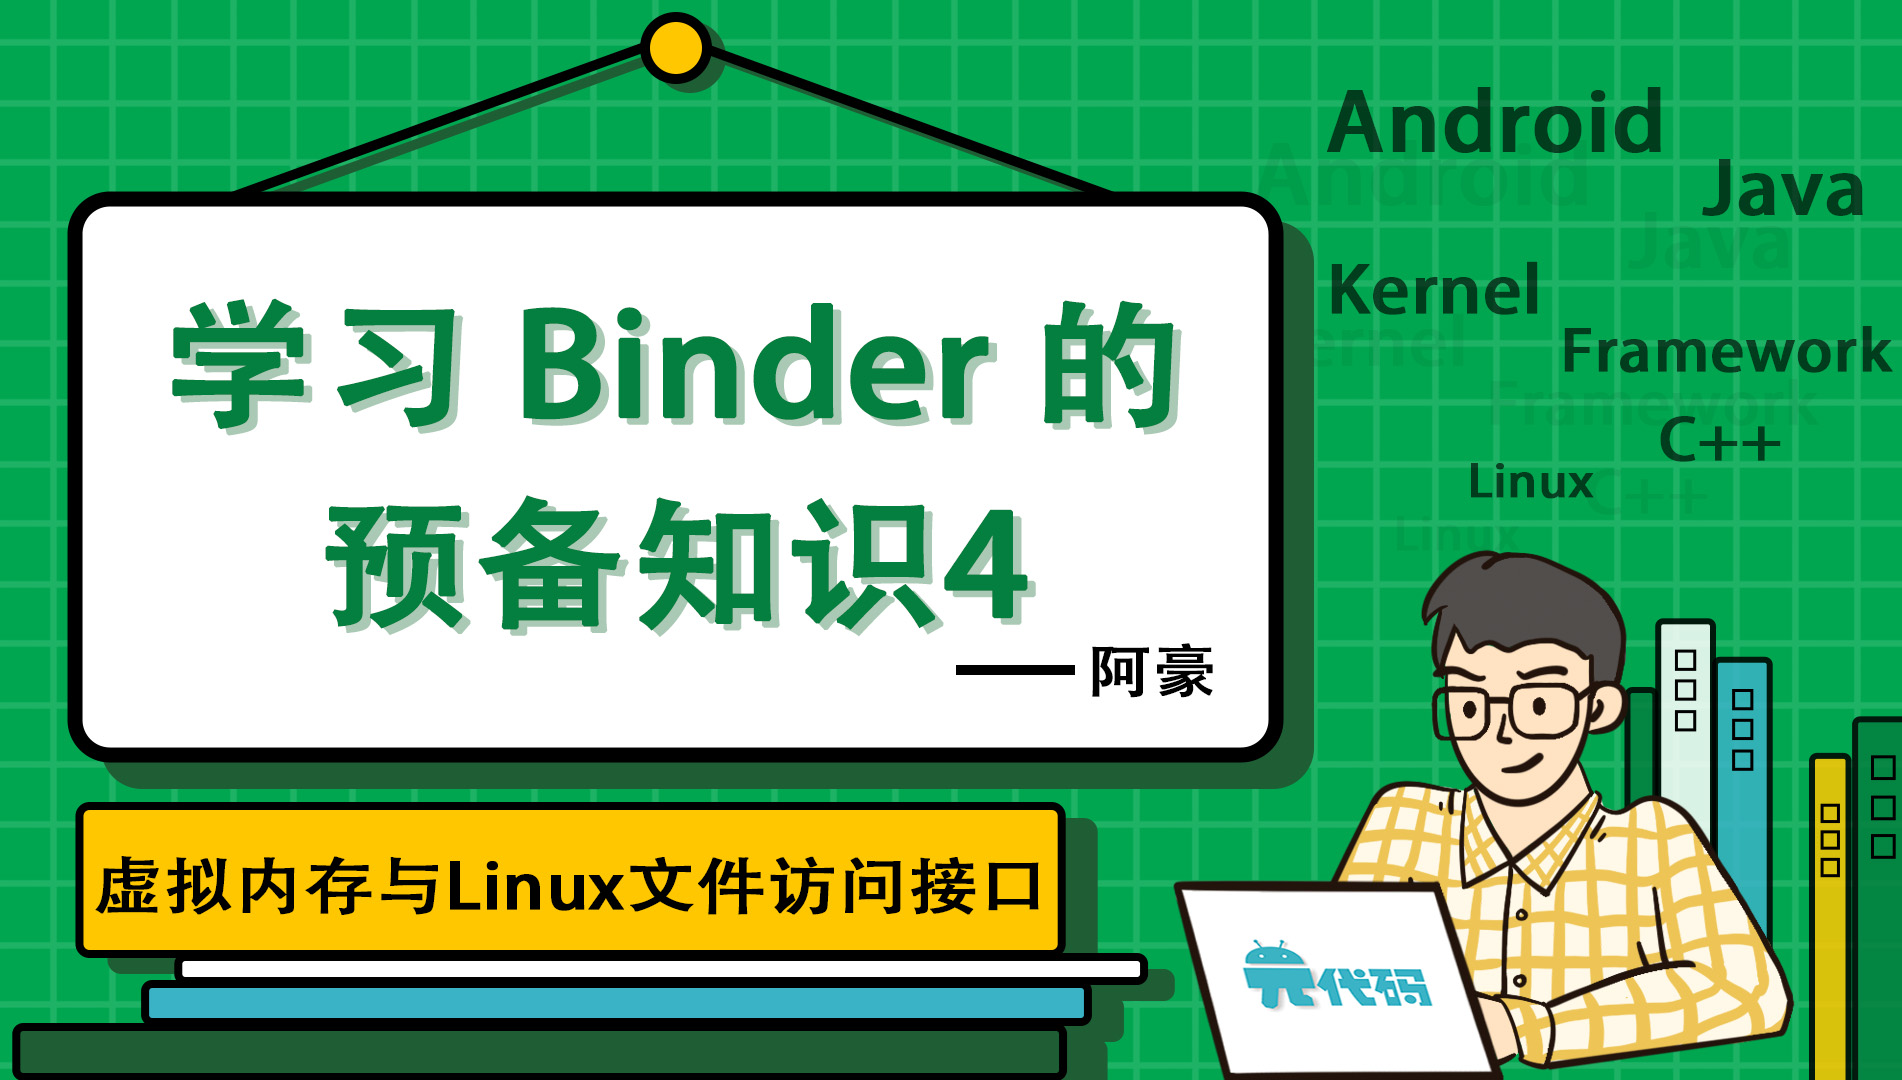 学习 Binder 的
预备知识4
—— 阿豪
虚拟内存与Linux文件访问接口
Android
Java
Kernel
Framework
C++
Linux
元代码